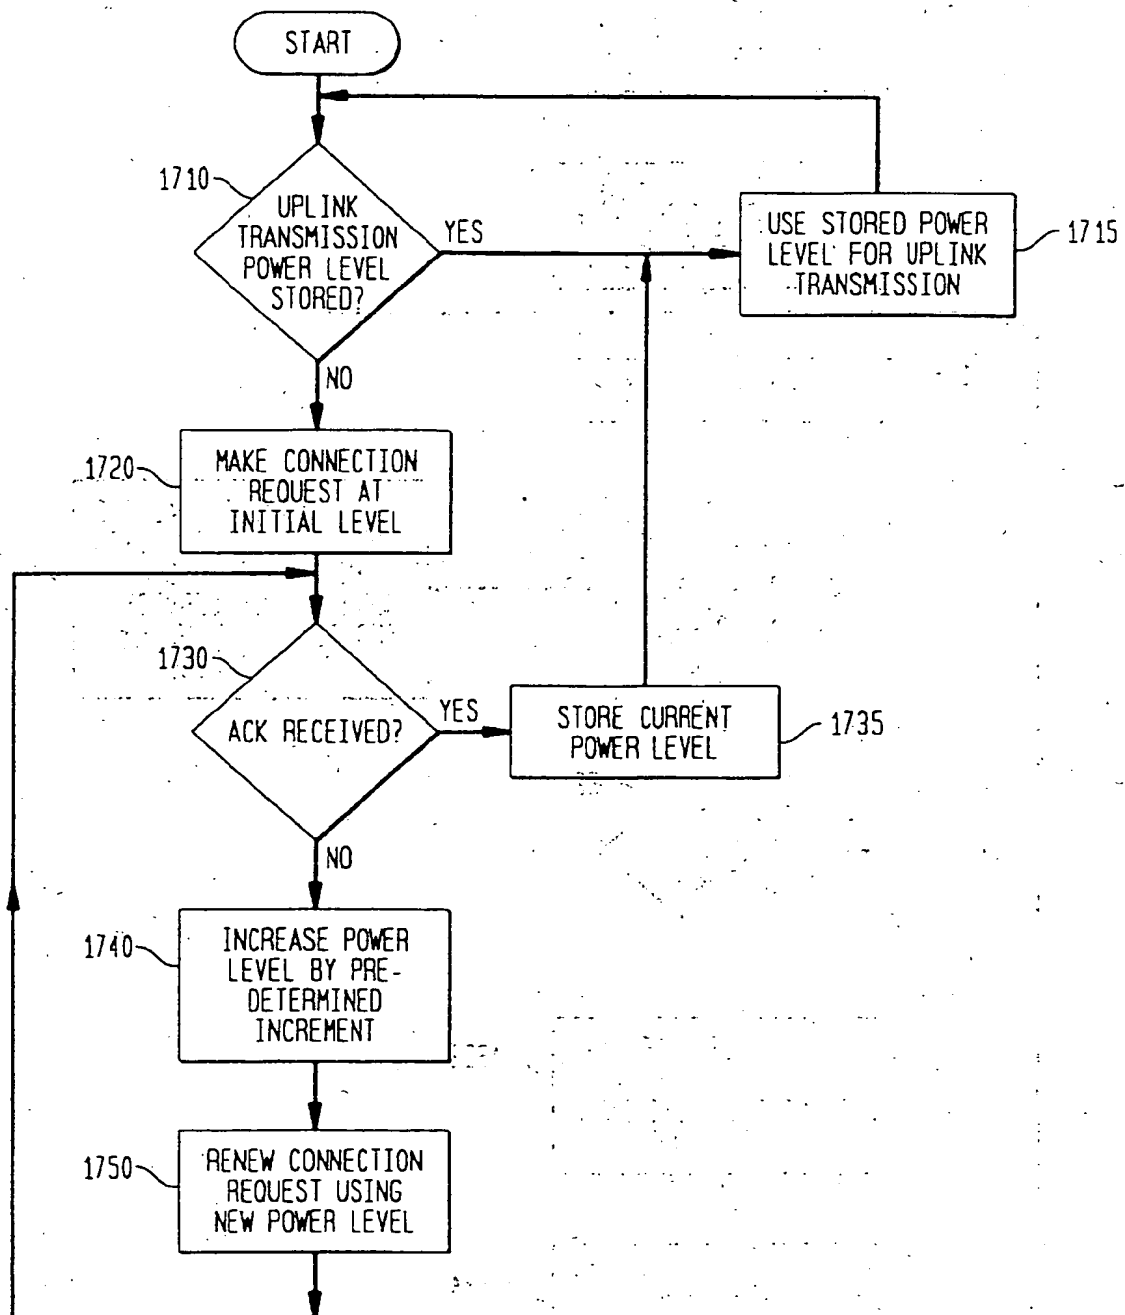 START
1710
UPLINK
TRANSMISSION
POWER LEVEL
STORED?
YES
USE STORED POWER
LEVEL FOR UPLINK
TRANSMISSION
1715
NO
1720
MAKE CONNECTION
REQUEST AT
INITIAL LEVEL
1730
ACK RECEIVED?
YES
STORE CURRENT
POWER LEVEL
1735
NO
1740
INCREASE POWER
LEVEL BY PRE-
DETERMINED
INCREMENT
1750
RENEW CONNECTION
REQUEST USING
NEW POWER LEVEL